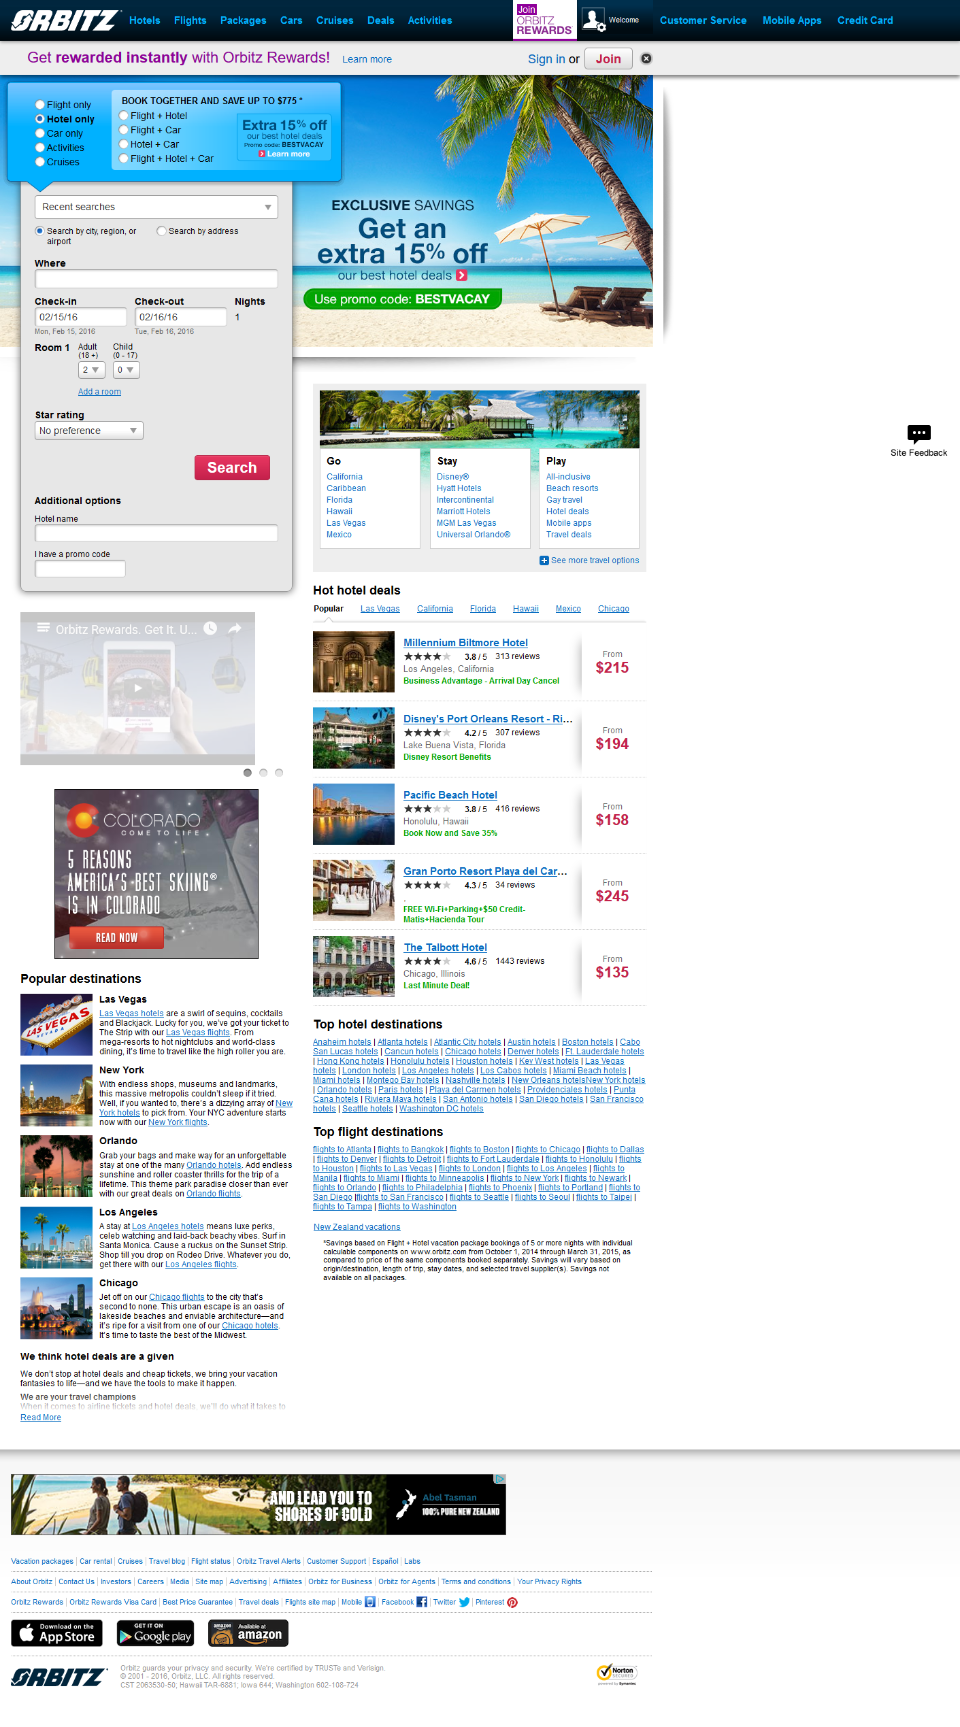 ORBITZ Hotels Flights Packages Cars Cruises Deals Activities Join ORBITZ REWARDS Welcome Customer Service Mobile Apps Credit Card
Get rewarded instantly with Orbitz Rewards! Learn more Sign in or Join
Flight only
Hotel only
Car only
Activities
Cruises
BOOK TOGETHER AND SAVE UP TO $775 *
Flight + Hotel
Flight + Car
Hotel + Car
Flight + Hotel + Car
Extra 15% off
our best hotel deals
Promo code: BESTVACAY
Learn more
Recent searches
Search by city, region, or airport
Search by address
Where
Check-in Check-out Nights
02/15/16 02/16/16 1
Mon, Feb 15, 2016 Tue, Feb 16, 2016
Room 1 Adult (18 +) Child (0 - 17)
2 0
Add a room
Star rating
No preference
Search
Additional options
Hotel name
I have a promo code
EXCLUSIVE SAVINGS
Get an
extra 15% off
our best hotel deals
Use promo code: BESTVACAY
Go
California
Caribbean
Florida
Hawaii
Las Vegas
Mexico
Stay
Disney®
Hyatt Hotels
Intercontinental
Marriott Hotels
MGM Las Vegas
Universal Orlando®
Play
All-inclusive
Beach resorts
Gay travel
Hotel deals
Mobile apps
Travel deals
See more travel options
Site Feedback
Hot hotel deals
Popular Las Vegas California Florida Hawaii Mexico Chicago
Millennium Biltmore Hotel
3.8 / 5 313 reviews
Los Angeles, California
Business Advantage - Arrival Day Cancel
From
$215
Disney's Port Orleans Resort - Ri...
4.2 / 5 307 reviews
Lake Buena Vista, Florida
Disney Resort Benefits
From
$194
Pacific Beach Hotel
3.8 / 5 416 reviews
Honolulu, Hawaii
Book Now and Save 35%
From
$158
Gran Porto Resort Playa del Car...
4.3 / 5 34 reviews
,
FREE Wi-Fi+Parking+$50 Credit-
Matis+Hacienda Tour
From
$245
The Talbott Hotel
4.6 / 5 1443 reviews
Chicago, Illinois
Last Minute Deal!
From
$135
Orbitz Rewards. Get It. U...
COLORADO
COME TO LIFE
5 REASONS
AMERICA'S BEST SKIING®
IS IN COLORADO
READ NOW
Popular destinations
LAS VEGAS
Las Vegas
Las Vegas hotels are a swirl of sequins, cocktails
and Blackjack. Lucky for you, we've got your ticket to
The Strip with our Las Vegas flights. From
mega-resorts to hot nightclubs and world-class
dining, it's time to travel like the high roller you are.
New York
With endless shops, museums and landmarks,
this massive metropolis couldn't sleep if it tried.
Well, if you wanted to, there's a dizzying array of New
York hotels to pick from. Your NYC adventure starts
now with our New York flights.
Orlando
Grab your bags and make way for an unforgettable
stay at one of the many Orlando hotels. Add endless
sunshine and roller coaster thrills for the trip of a
lifetime. This theme park paradise closer than ever
with our great deals on Orlando flights.
Los Angeles
A stay at Los Angeles hotels means luxe perks,
celeb watching and laid-back beachy vibes. Surf in
Santa Monica. Cause a ruckus on the Sunset Strip.
Shop till you drop on Rodeo Drive. Whatever you do,
get there with our Los Angeles flights.
Chicago
Jet off on our Chicago flights to the city that's
second to none. This urban escape is an oasis of
lakeside beaches and enviable architecture—and
it's ripe for a visit from one of our Chicago hotels.
It's time to taste the best of the Midwest.
We think hotel deals are a given
We don't stop at hotel deals and cheap tickets, we bring your vacation
fantasies to life—and we have the tools to make it happen.
We are your travel champions
When it comes to airline tickets and hotel deals, we'll do what it takes to
Read More
Top hotel destinations
Anaheim hotels | Atlanta hotels | Atlantic City hotels | Austin hotels | Boston hotels | Cabo
San Lucas hotels | Cancun hotels | Chicago hotels | Denver hotels | Ft. Lauderdale hotels
| Hong Kong hotels | Honolulu hotels | Houston hotels | Key West hotels | Las Vegas
hotels | London hotels | Los Angeles hotels | Los Cabos hotels | Miami Beach hotels |
Miami hotels | Montego Bay hotels | Nashville hotels | New Orleans hotelsNew York hotels
| Orlando hotels | Paris hotels | Playa del Carmen hotels | Providenciales hotels | Punta
Cana hotels | Riviera Maya hotels | San Antonio hotels | San Diego hotels | San Francisco
hotels | Seattle hotels | Washington DC hotels
Top flight destinations
flights to Atlanta | flights to Bangkok | flights to Boston | flights to Chicago | flights to Dallas
| flights to Denver | flights to Detroit | flights to Fort Lauderdale | flights to Honolulu | flights
to Houston | flights to Las Vegas | flights to London | flights to Los Angeles | flights to
Manila | flights to Miami | flights to Minneapolis | flights to New York | flights to Newark |
flights to Orlando | flights to Philadelphia | flights to Phoenix | flights to Portland | flights to
San Diego |flights to San Francisco | flights to Seattle | flights to Seoul | flights to Taipei |
flights to Tampa | flights to Washington
New Zealand vacations
*Savings based on Flight + Hotel vacation package bookings of 5 or more nights with individual
calculable components on www.orbitz.com from October 1, 2014 through March 31, 2015, as
compared to price of the same components booked separately. Savings will vary based on
origin/destination, length of trip, stay dates, and selected travel supplier(s). Savings not
available on all packages.
AND LEAD YOU TO
SHORES OF GOLD
Abel Tasman
100% PURE NEW ZEALAND
Vacation packages | Car rental | Cruises | Travel blog | Flight status | Orbitz Travel Alerts | Customer Support | Español | Labs
About Orbitz | Contact Us | Investors | Careers | Media | Site map | Advertising | Affiliates | Orbitz for Business | Orbitz for Agents | Terms and conditions | Your Privacy Rights
Orbitz Rewards | Orbitz Rewards Visa Card | Best Price Guarantee | Travel deals | Flights site map | Mobile | Facebook | Twitter | Pinterest
Download on the App Store
GET IT ON Google play
Available at amazon
ORBITZ
Orbitz guards your privacy and security. We're certified by TRUSTe and Verisign.
© 2001 - 2016, Orbitz, LLC. All rights reserved.
CST 2063530-50; Hawaii TAR-6881; Iowa 644; Washington 602-108-724
Norton
SECURED
powered by Symantec